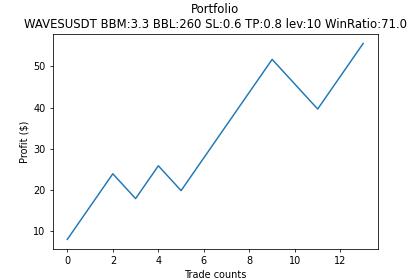 Portfolio
WAVESUSDT BBM:3.3 BBL:260 SL:0.6 TP:0.8 lev:10 WinRatio:71.0
50
40
30
20
10
Profit ($)
0 2 4 6 8 10 12
Trade counts